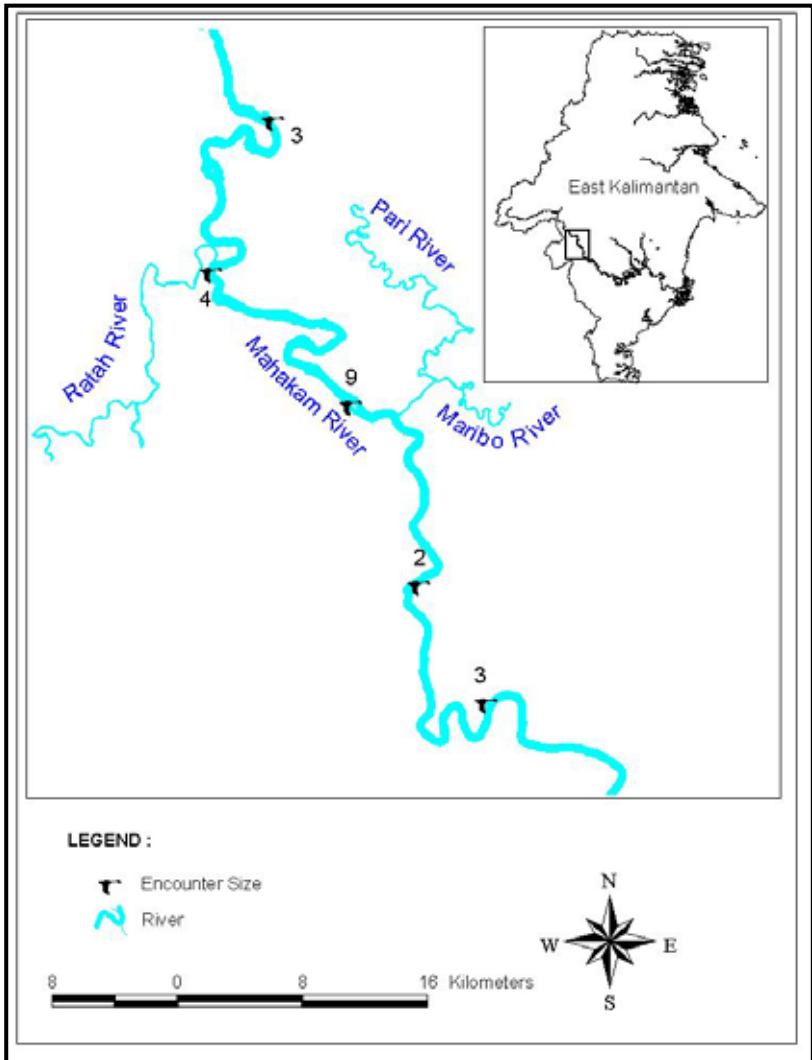 3
East Kalimantan
Pari River
4
Ratah River
Mahakam River
9
Maribo River
2
3
LEGEND :
Encounter Size
River
N
W E
S
8 0 8 16 Kilometers